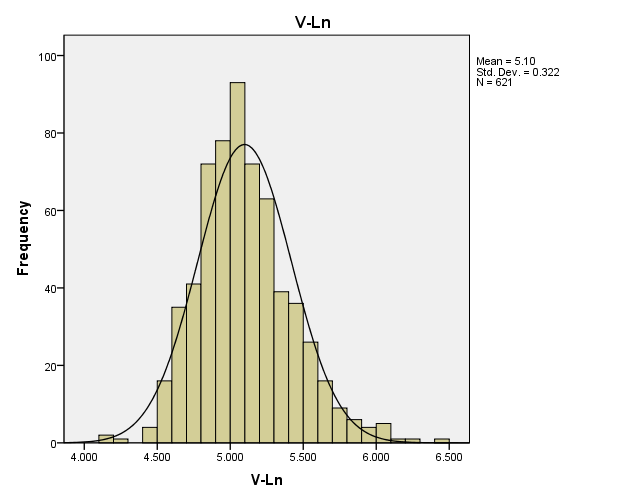 V-Ln
Mean = 5.10
Std. Dev. = 0.322
N = 621
100
80
60
40
20
0
Frequency
4.000 4.500 5.000 5.500 6.000 6.500
V-Ln